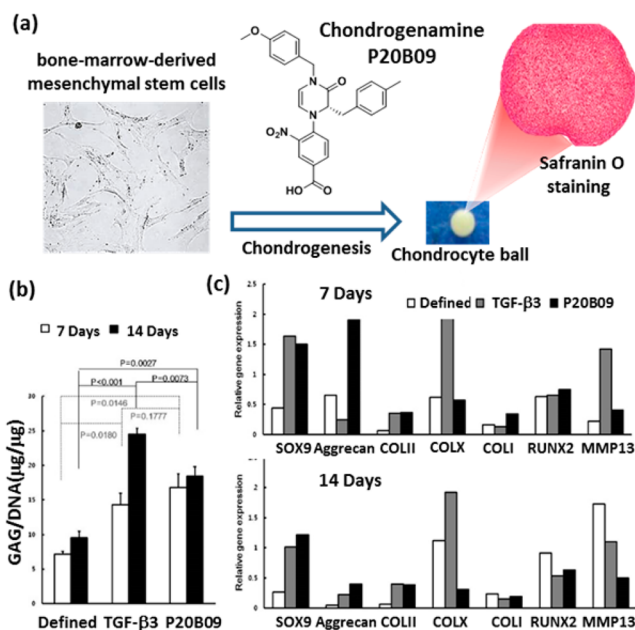 (a)
bone-marrow-derived
mesenchymal stem cells
Chondrogenamine
P20B09
O
N
O
N
NO₂
HO
O
Safranin O
staining
Chondrogenesis
Chondrocyte ball
(b)
7 Days
14 Days
P=0.0027
P<0.001
P=0.0073
P=0.0146
P=0.1777
P=0.0180
GAG/DNA(μg/μg)
30
25
20
15
10
5
0
Defined TGF-β3 P20B09
(c)
7 Days
Defined TGF-β3 P20B09
Relative gene expression
2.5
2
1.5
1
0.5
0
SOX9 Aggrecan COLII COLX COLI RUNX2 MMP13
14 Days
Relative gene expression
2.5
2
1.5
1
0.5
0
SOX9 Aggrecan COLII COLX COLI RUNX2 MMP13